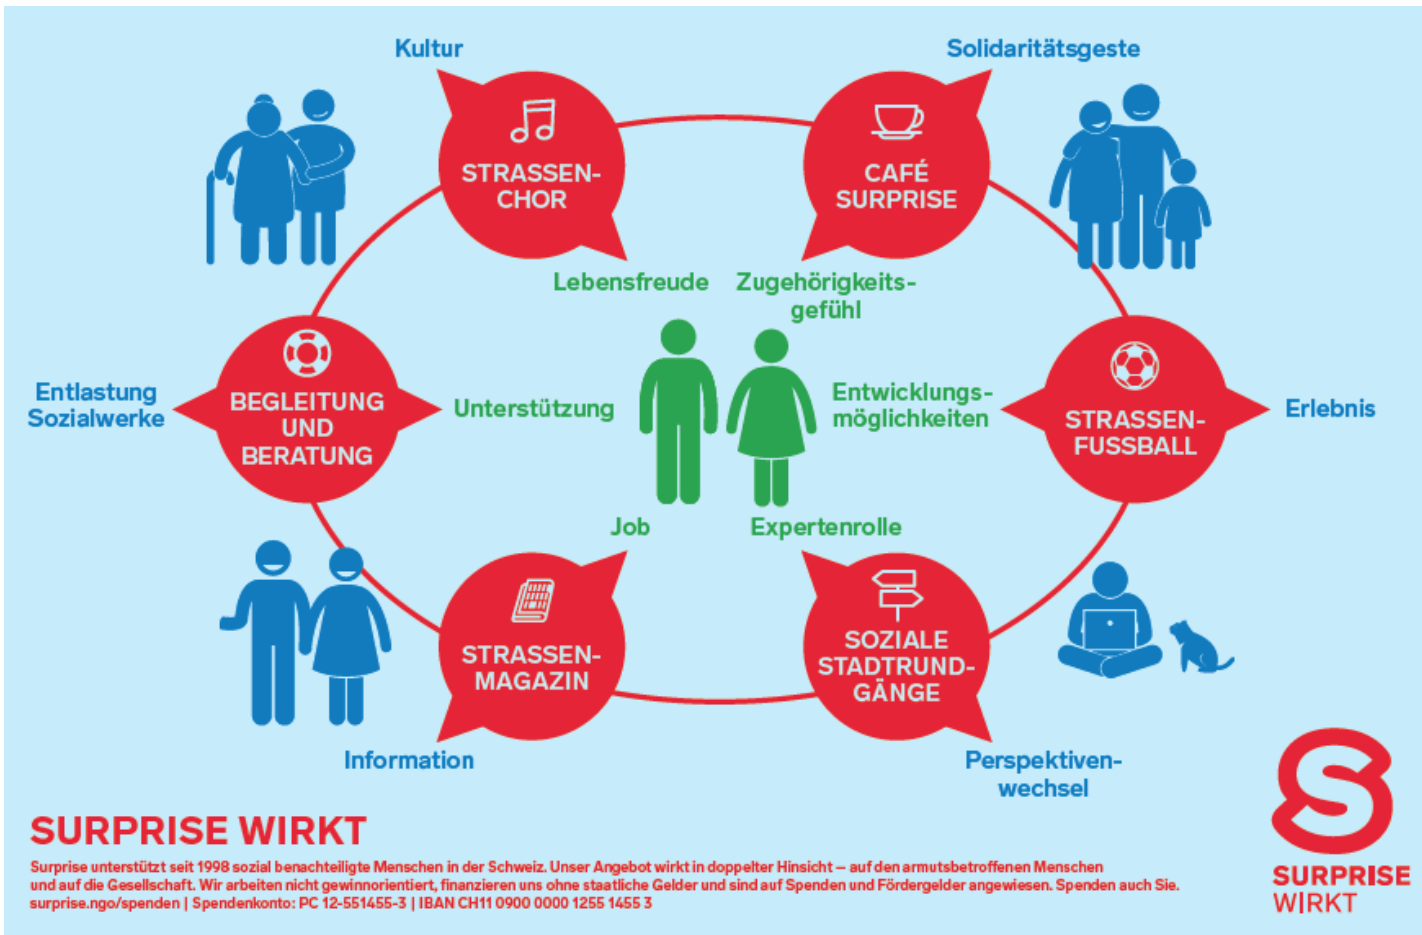 Kultur
Solidaritätsgeste
STRASSEN-
CHOR
CAFÉ
SURPRISE
Lebensfreude
Zugehörigkeits-
gefühl
Entlastung
Sozialwerke
BEGLEITUNG
UND
BERATUNG
Unterstützung
Entwicklungs-
möglichkeiten
STRASSEN-
FUSSBALL
Erlebnis
Job
Expertenrolle
STRASSEN-
MAGAZIN
SOZIALE
STADTRUND-
GÄNGE
Information
Perspektiven-
wechsel
SURPRISE WIRKT
Surprise unterstützt seit 1998 sozial benachteiligte Menschen in der Schweiz. Unser Angebot wirkt in doppelter Hinsicht – auf den armutsbetroffenen Menschen
und auf die Gesellschaft. Wir arbeiten nicht gewinnorientiert, finanzieren uns ohne staatliche Gelder und sind auf Spenden und Fördergelder angewiesen. Spenden auch Sie.
surprise.ngo/spenden | Spendenkonto: PC 12-551455-3 | IBAN CH11 0900 0000 1255 1455 3
SURPRISE
WIRKT